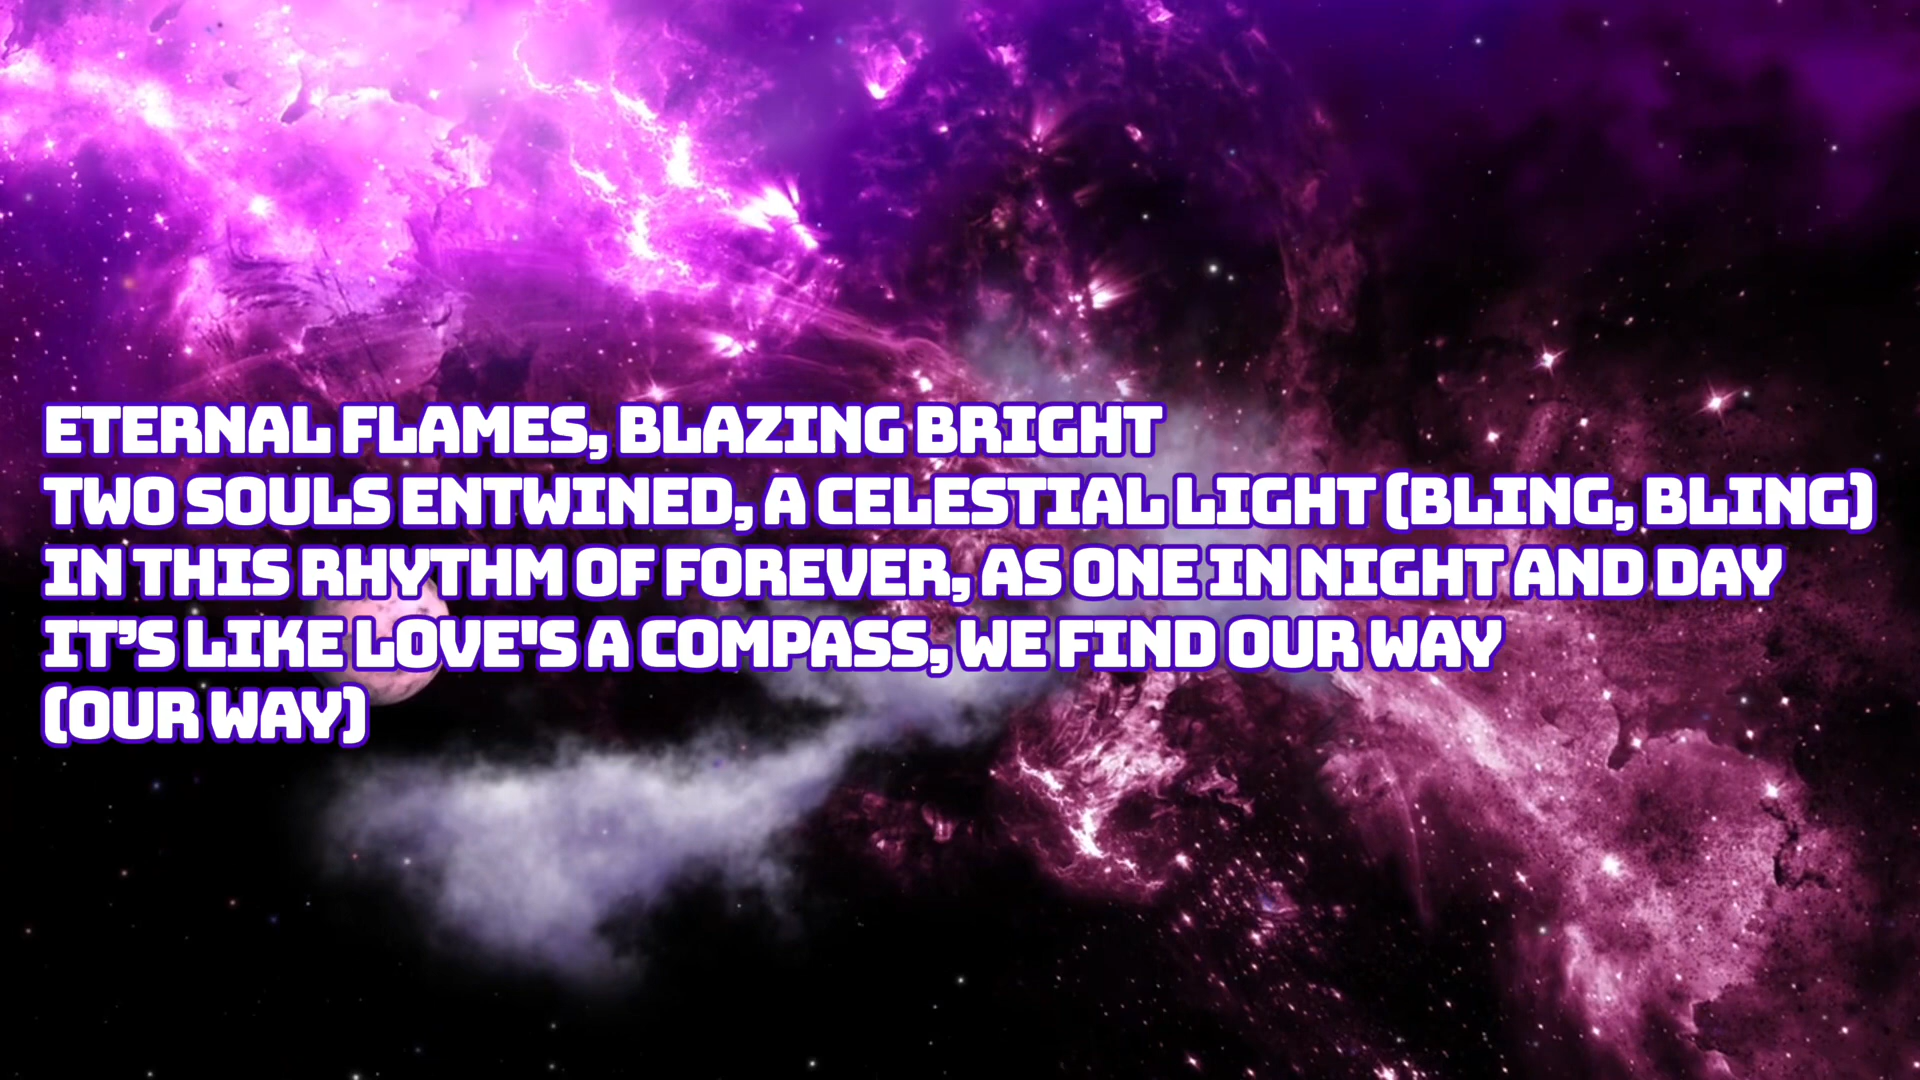 ETERNAL FLAMES, BLAZING BRIGHT
TWO SOULS ENTWINED, A CELESTIAL LIGHT (BLING, BLING)
IN THIS RHYTHM OF FOREVER, AS ONE IN NIGHT AND DAY
IT’S LIKE LOVE'S A COMPASS, WE FIND OUR WAY
(OUR WAY)